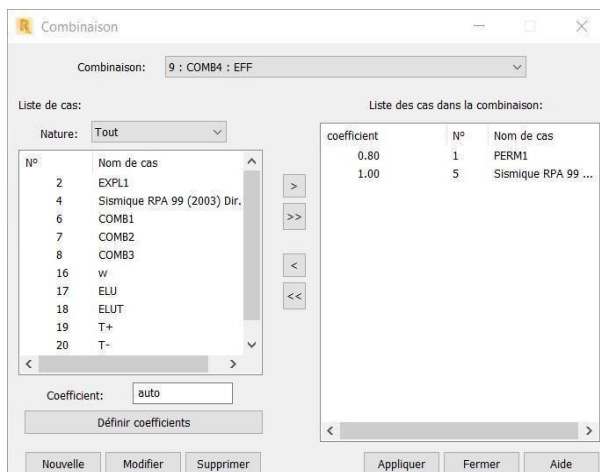 Combinaison
Combinaison: 9 : COMB4 : EFF
Liste de cas:
Nature: Tout
Nº Nom de cas
2 EXPL1
4 Sismique RPA 99 (2003) Dir.
6 COMB1
7 COMB2
8 COMB3
16 w
17 ELU
18 ELUT
19 T+
20 T-
Coefficient: auto
Définir coefficients
Nouvelle Modifier Supprimer
>
>>
<
<<
Liste des cas dans la combinaison:
coefficient Nº Nom de cas
0.80 1 PERM1
1.00 5 Sismique RPA 99 ...
Appliquer Fermer Aide